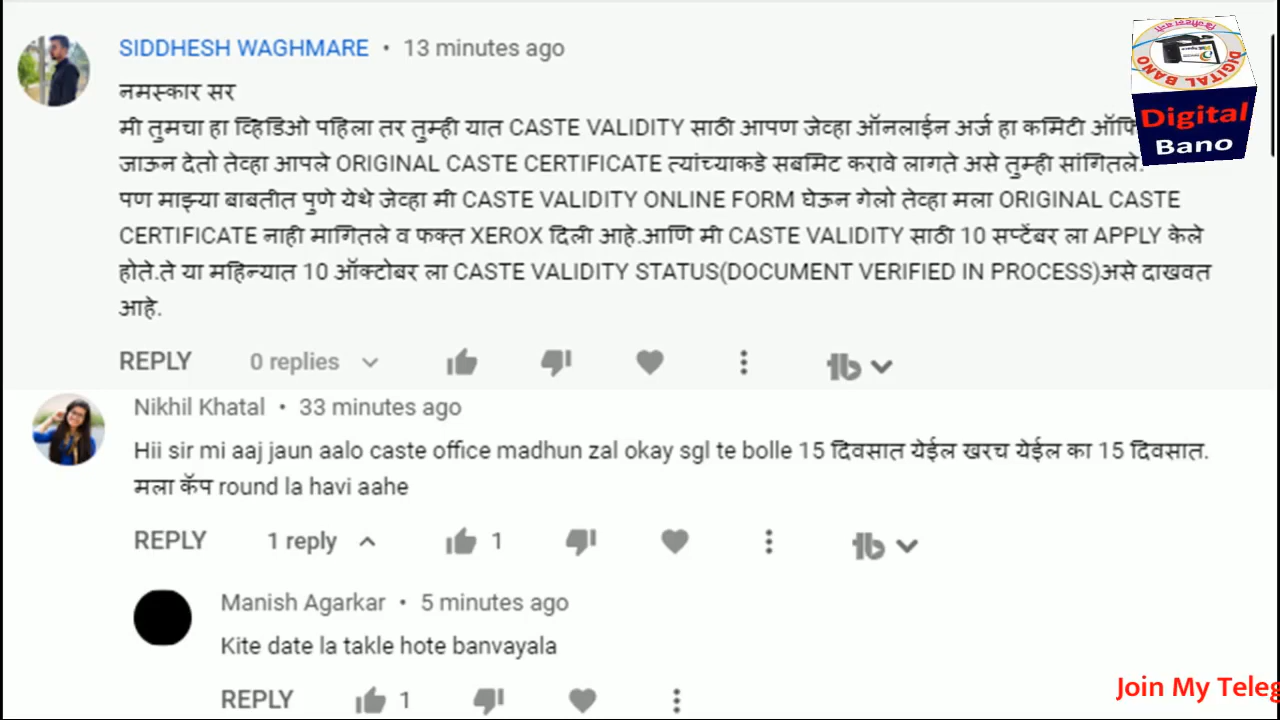 SIDDHESH WAGHMARE • 13 minutes ago
नमस्कार सर
मी तुमचा हा व्हिडिओ पहिला तर तुम्ही यात CASTE VALIDITY साठी आपण जेव्हा ऑनलाईन अर्ज हा कमिटी
जाऊन देतो तेव्हा आपले ORIGINAL CASTE CERTIFICATE त्यांच्याकडे सबमिट करावे लागते असे तुम्ही सांगितले.
पण माझ्या बाबतीत पुणे येथे जेव्हा मी CASTE VALIDITY ONLINE FORM घेऊन गेलो तेव्हा मला ORIGINAL CASTE
CERTIFICATE नाही मागितले व फक्त XEROX दिली आहे.आणि मी CASTE VALIDITY साठी 10 सप्टेंबर ला APPLY केले
होते.ते या महिन्यात 10 ऑक्टोबर ला CASTE VALIDITY STATUS(DOCUMENT VERIFIED IN PROCESS)असे दाखवत
आहे.
REPLY 0 replies
Nikhil Khatal • 33 minutes ago
Hii sir mi aaj jaun aalo caste office madhun zal okay sgl te bolle 15 दिवसात येईल खरच येईल का 15 दिवसात.
मला कॅप round la havi aahe
REPLY 1 reply 1
Manish Agarkar • 5 minutes ago
Kite date la takle hote banvayala
REPLY 1
DIGITAL BANO
Digital
Bano
Join My Teleg